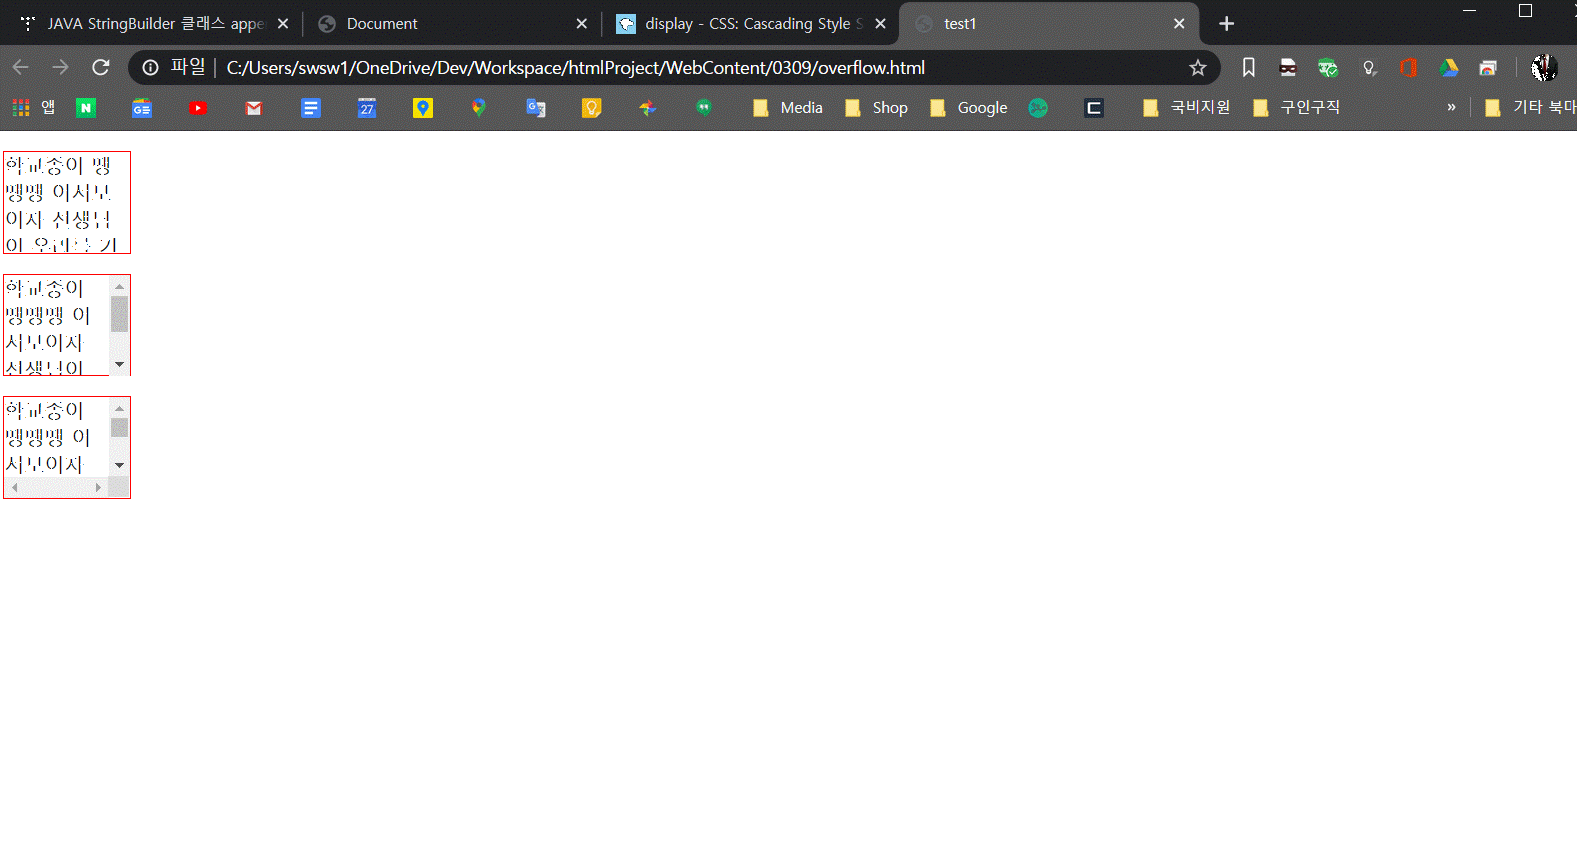 JAVA StringBuilder 클래스 appe
Document
display - CSS: Cascading Style S
test1
파일 | C:/Users/swsw1/OneDrive/Dev/Workspace/htmlProject/WebContent/0309/overflow.html
앱
N
GE
27
Media
Shop
Google
C
국비지원
구인구직
»
기타 북마
학교종이 땡
땡땡 어서모
이자 선생님
이 우리를 기
학교종이
땡땡땡 어
서모이자
선생님이
학교종이
땡땡땡 어
서모이자